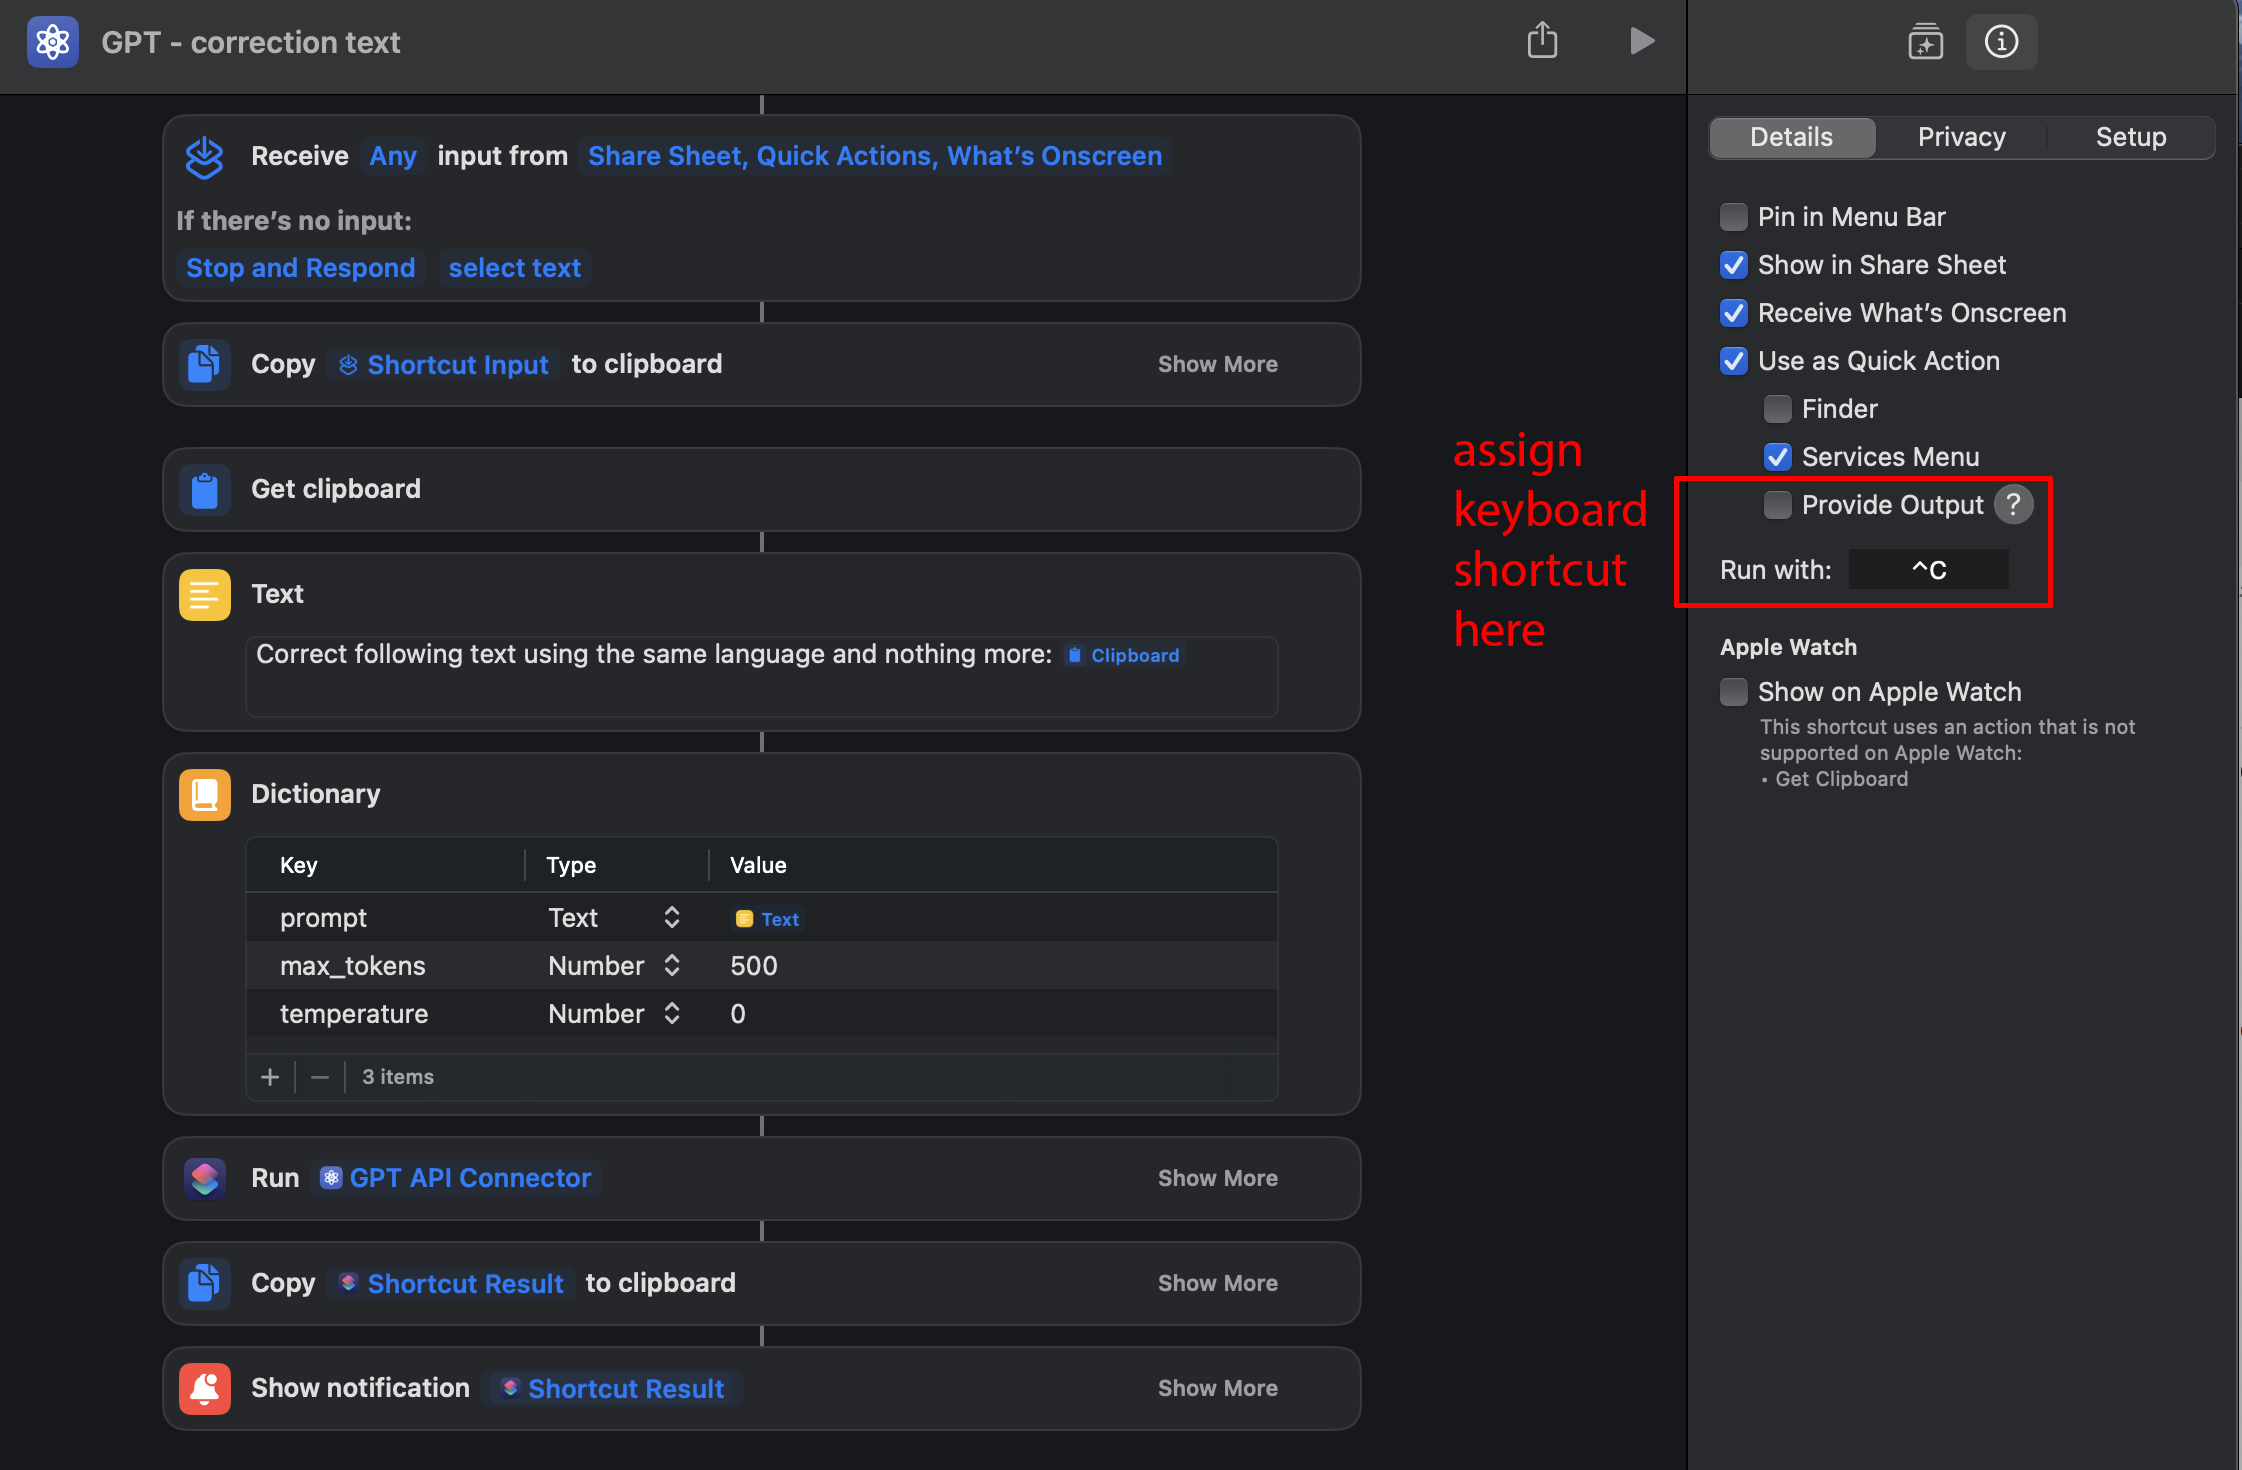 GPT - correction text
Receive Any input from Share Sheet, Quick Actions, What's Onscreen
If there's no input:
Stop and Respond select text
Copy Shortcut Input to clipboard Show More
Get clipboard
Text
Correct following text using the same language and nothing more: Clipboard
Dictionary
Key Type Value
prompt Text Text
max_tokens Number 500
temperature Number 0
+ − 3 items
Run GPT API Connector Show More
Copy Shortcut Result to clipboard Show More
Show notification Shortcut Result Show More
assign
keyboard
shortcut
here
Details Privacy Setup
Pin in Menu Bar
Show in Share Sheet
Receive What's Onscreen
Use as Quick Action
Finder
Services Menu
Provide Output ?
Run with: ^C
Apple Watch
Show on Apple Watch
This shortcut uses an action that is not
supported on Apple Watch:
• Get Clipboard